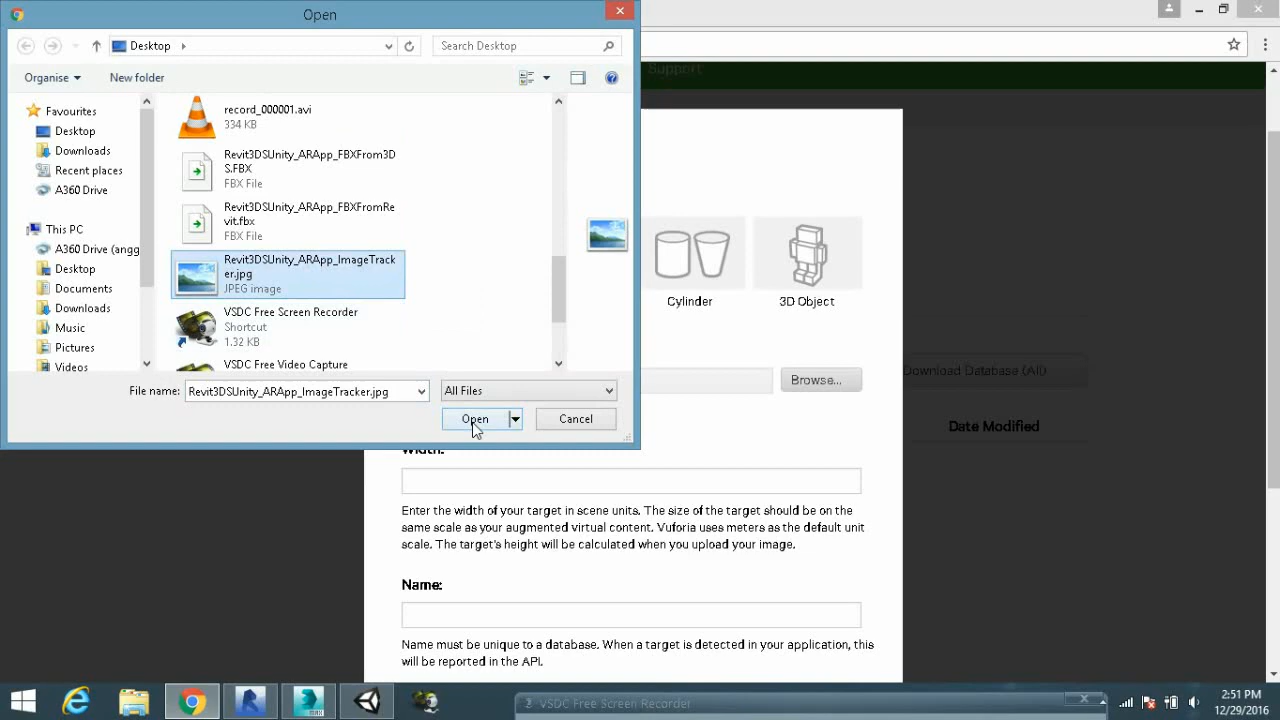 Open
Desktop
Search Desktop
Organise
New folder
Favourites
Desktop
Downloads
Recent places
A360 Drive
This PC
A360 Drive (angg
Desktop
Documents
Downloads
Music
Pictures
Videos
record_000001.avi
334 KB
Revit3DSUnity_ARApp_FBXFrom3D
S.FBX
FBX File
Revit3DSUnity_ARApp_FBXFromRe
vit.fbx
FBX File
Revit3DSUnity_ARApp_ImageTrack
er.jpg
JPEG image
VSDC Free Screen Recorder
Shortcut
1.32 KB
VSDC Free Video Capture
File name:
Revit3DSUnity_ARApp_ImageTracker.jpg
All Files
Open
Cancel
Support
Cylinder
3D Object
Browse...
Download Database (All)
Date Modified
Width:
Enter the width of your target in scene units. The size of the target should be on the
same scale as your augmented virtual content. Vuforia uses meters as the default unit
scale. The target's height will be calculated when you upload your image.
Name:
Name must be unique to a database. When a target is detected in your application, this
will be reported in the API.
VSDC Free Screen Recorder
2:51 PM
12/29/2016